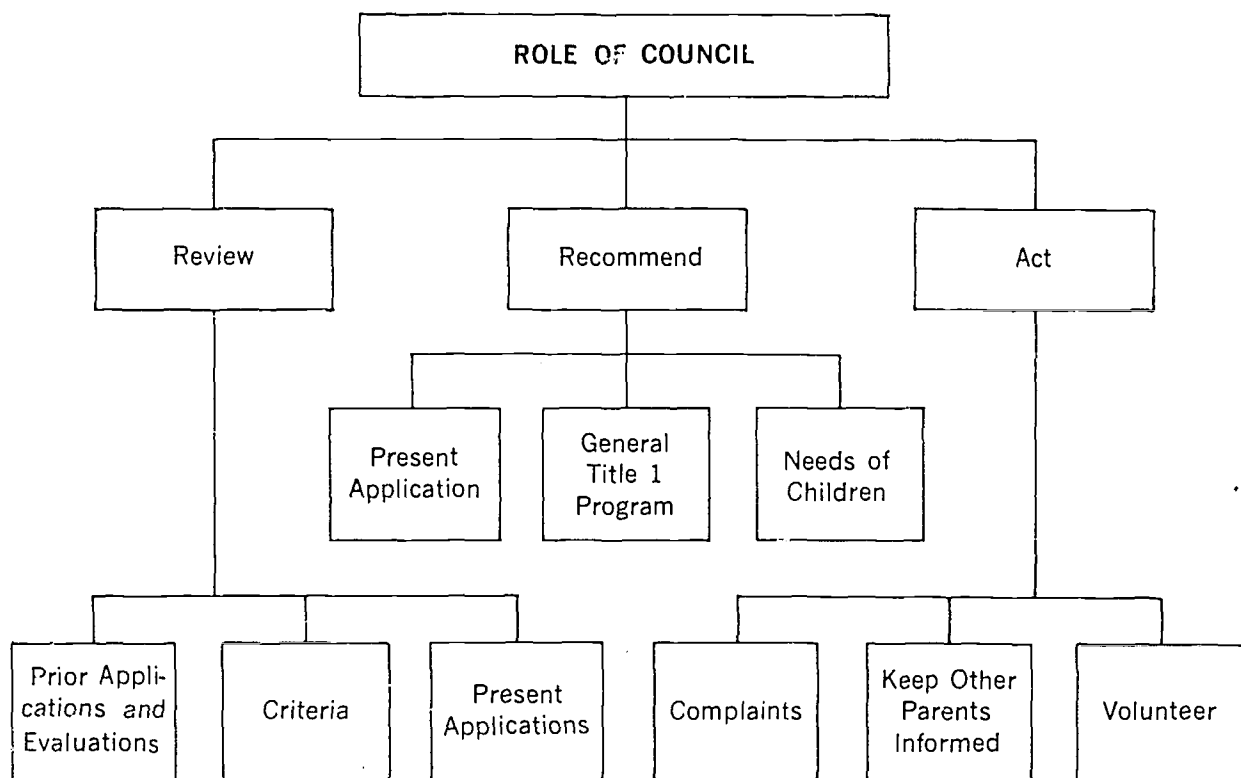 ROLE OF COUNCIL
Review
Recommend
Act
Present
Application
General
Title 1
Program
Needs of
Children
Prior Appli-
cations and
Evaluations
Criteria
Present
Applications
Complaints
Keep Other
Parents
Informed
Volunteer